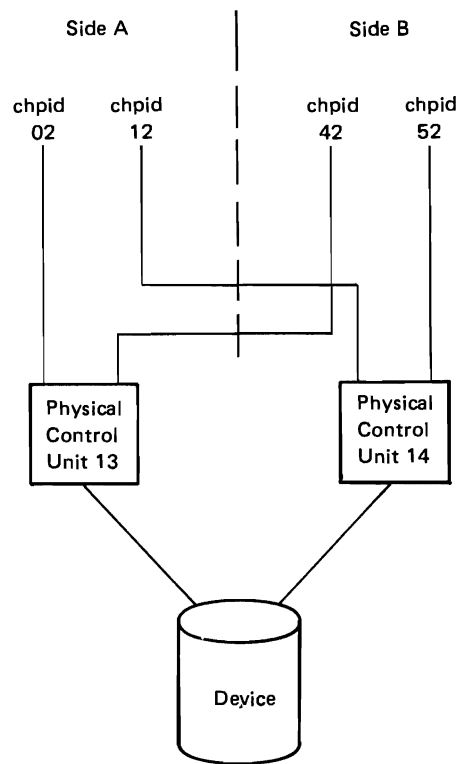 Side A
Side B
chpid
02
chpid
12
chpid
42
chpid
52
Physical
Control
Unit 13
Physical
Control
Unit 14
Device